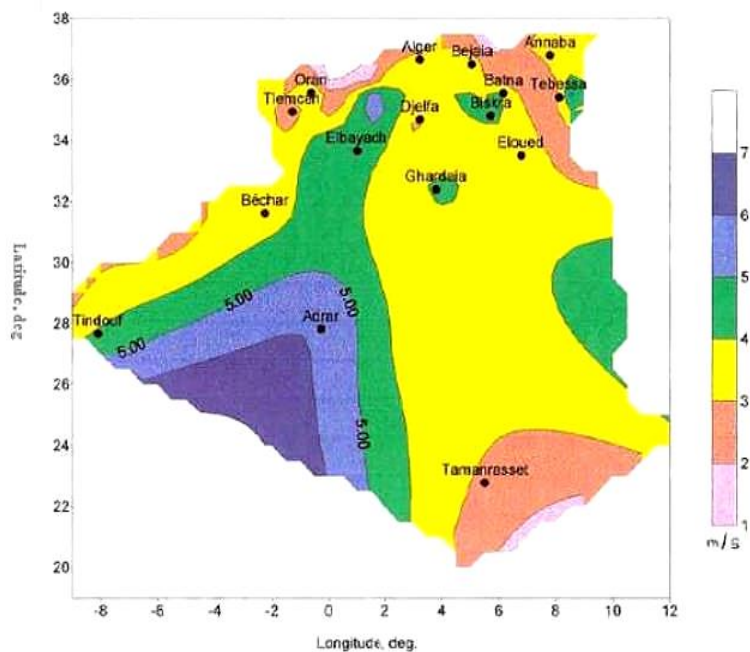 38
Alger
Bejaia
Annaba
36
Oran
Batna
Tebessa
Tlemcan
Djelfa
Biskra
34
Elbayach
Eloued
Ghardaia
32
Béchar
30
5.00
5.00
Tindouf
Adrar
28
5.00
26
5.00
24
Tamanrasset
22
20
Latitude, deg
-8 -6 -4 -2 0 2 4 6 8 10 12
Longitude, deg.
7
6
5
4
3
2
1
m/s